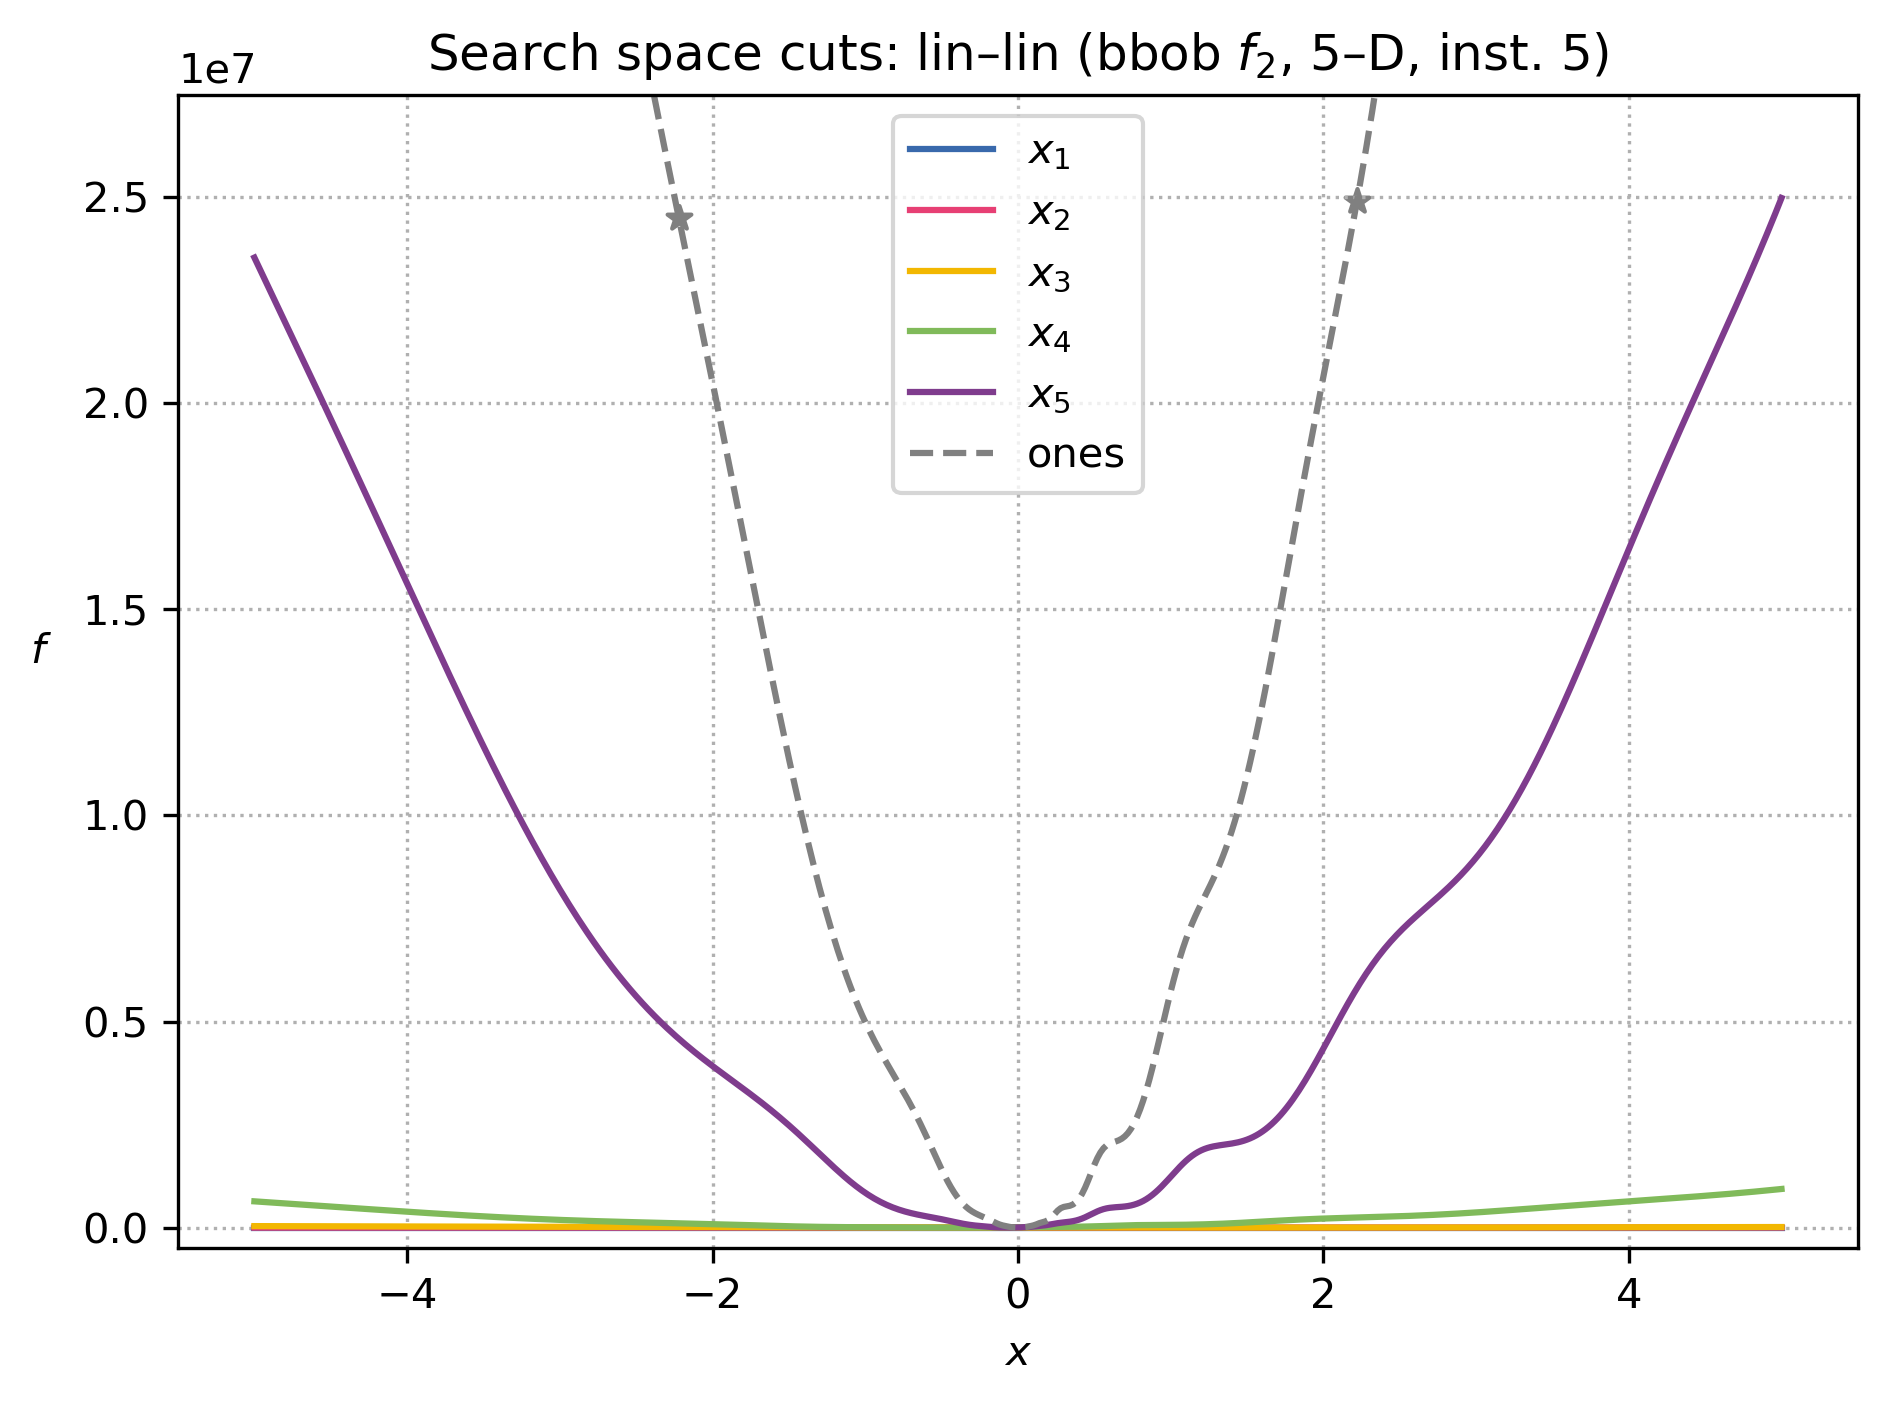 Search space cuts: lin–lin (bbob f₂, 5–D, inst. 5)
1e7
x₁
x₂
x₃
x₄
x₅
ones
2.5
2.0
1.5
1.0
0.5
0.0
f
−4
−2
0
2
4
x